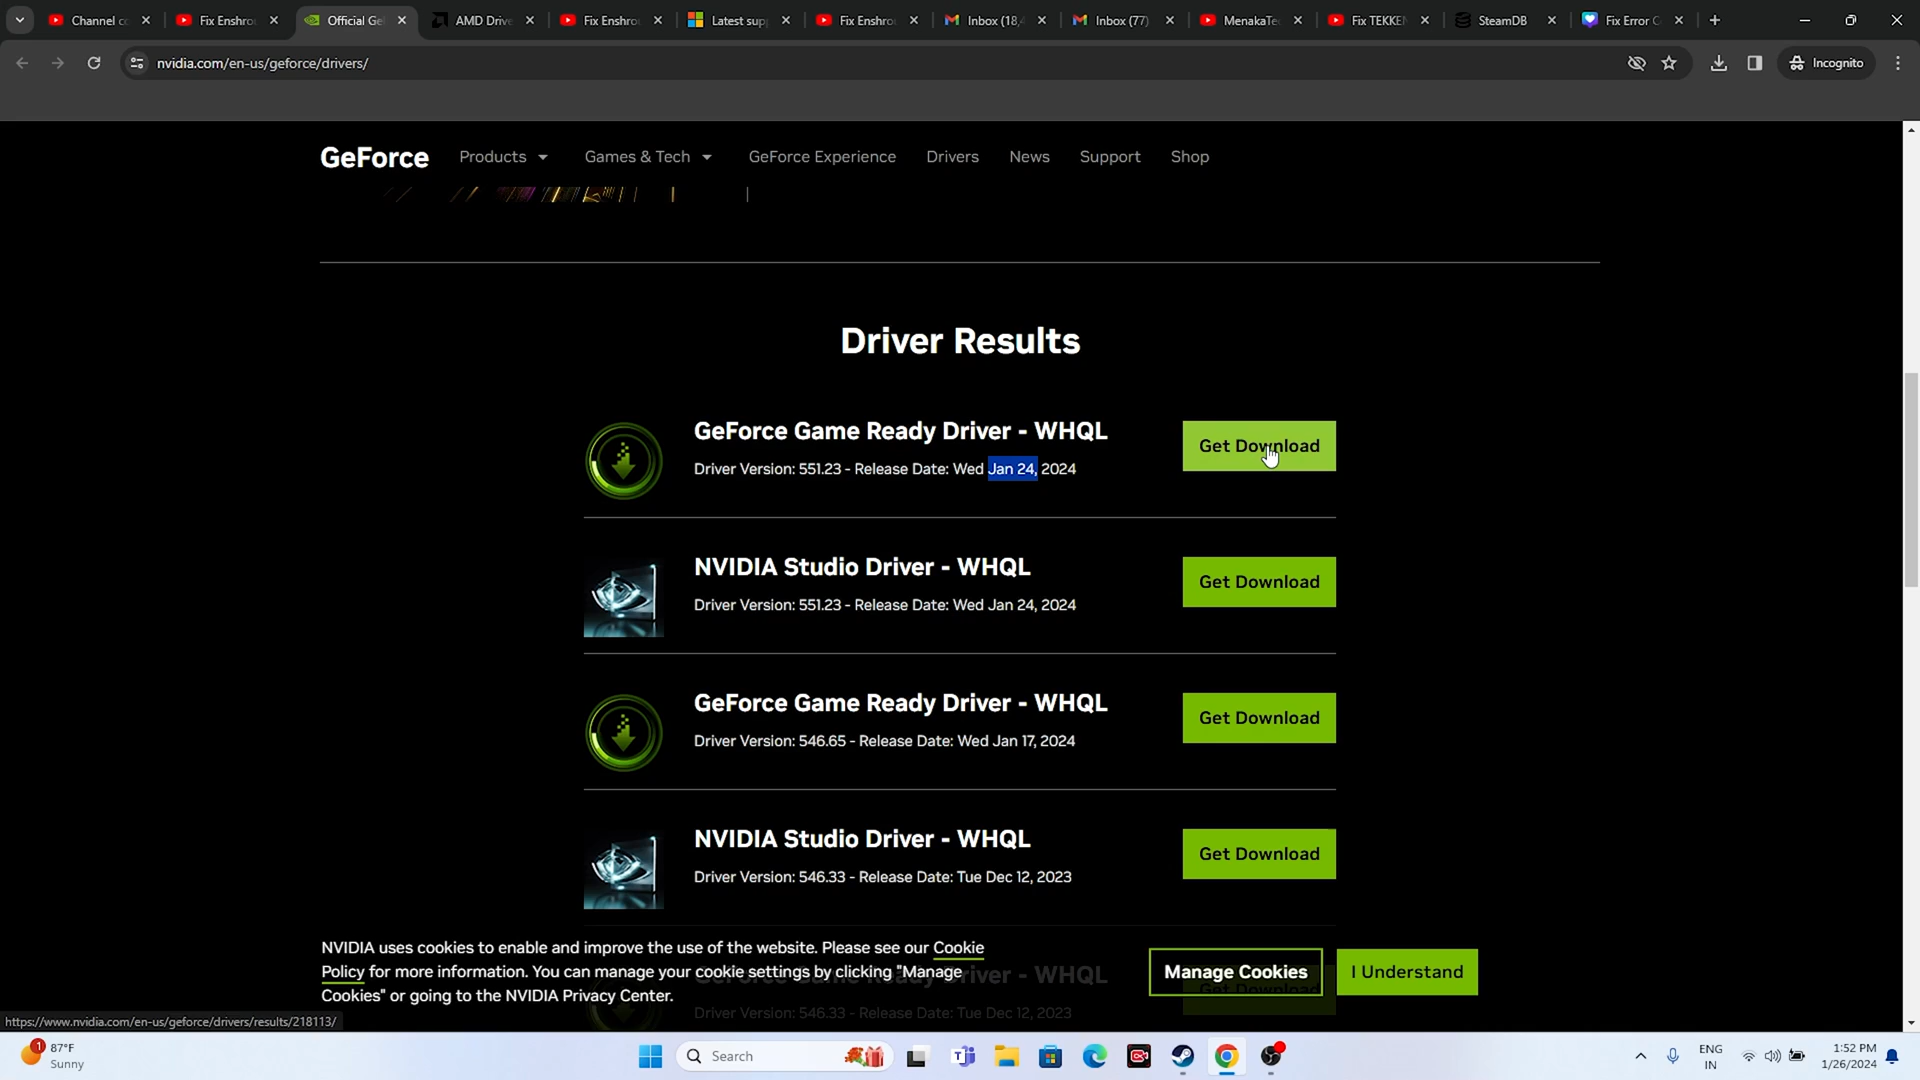 Channel co
Fix Enshro
Official Ge
AMD Drive
Fix Enshro
Latest sup
Fix Enshro
Inbox (18,
Inbox (77)
MenakaTe
Fix TEKKEN
SteamDB
Fix Error C
nvidia.com/en-us/geforce/drivers/
Incognito
GeForce Products Games & Tech GeForce Experience Drivers News Support Shop
Driver Results
GeForce Game Ready Driver - WHQL
Driver Version: 551.23 - Release Date: Wed Jan 24, 2024
Get Download
NVIDIA Studio Driver - WHQL
Driver Version: 551.23 - Release Date: Wed Jan 24, 2024
Get Download
GeForce Game Ready Driver - WHQL
Driver Version: 546.65 - Release Date: Wed Jan 17, 2024
Get Download
NVIDIA Studio Driver - WHQL
Driver Version: 546.33 - Release Date: Tue Dec 12, 2023
Get Download
NVIDIA uses cookies to enable and improve the use of the website. Please see our Cookie
Policy for more information. You can manage your cookie settings by clicking "Manage
Cookies" or going to the NVIDIA Privacy Center.
Manage Cookies
I Understand
Ready Driver - WHQL
Driver Version: 546.33 - Release Date: Tue Dec 12, 2023
Get Download
https://www.nvidia.com/en-us/geforce/drivers/results/218113/
1
87°F
Sunny
Search
ENG
IN
1:52 PM
1/26/2024